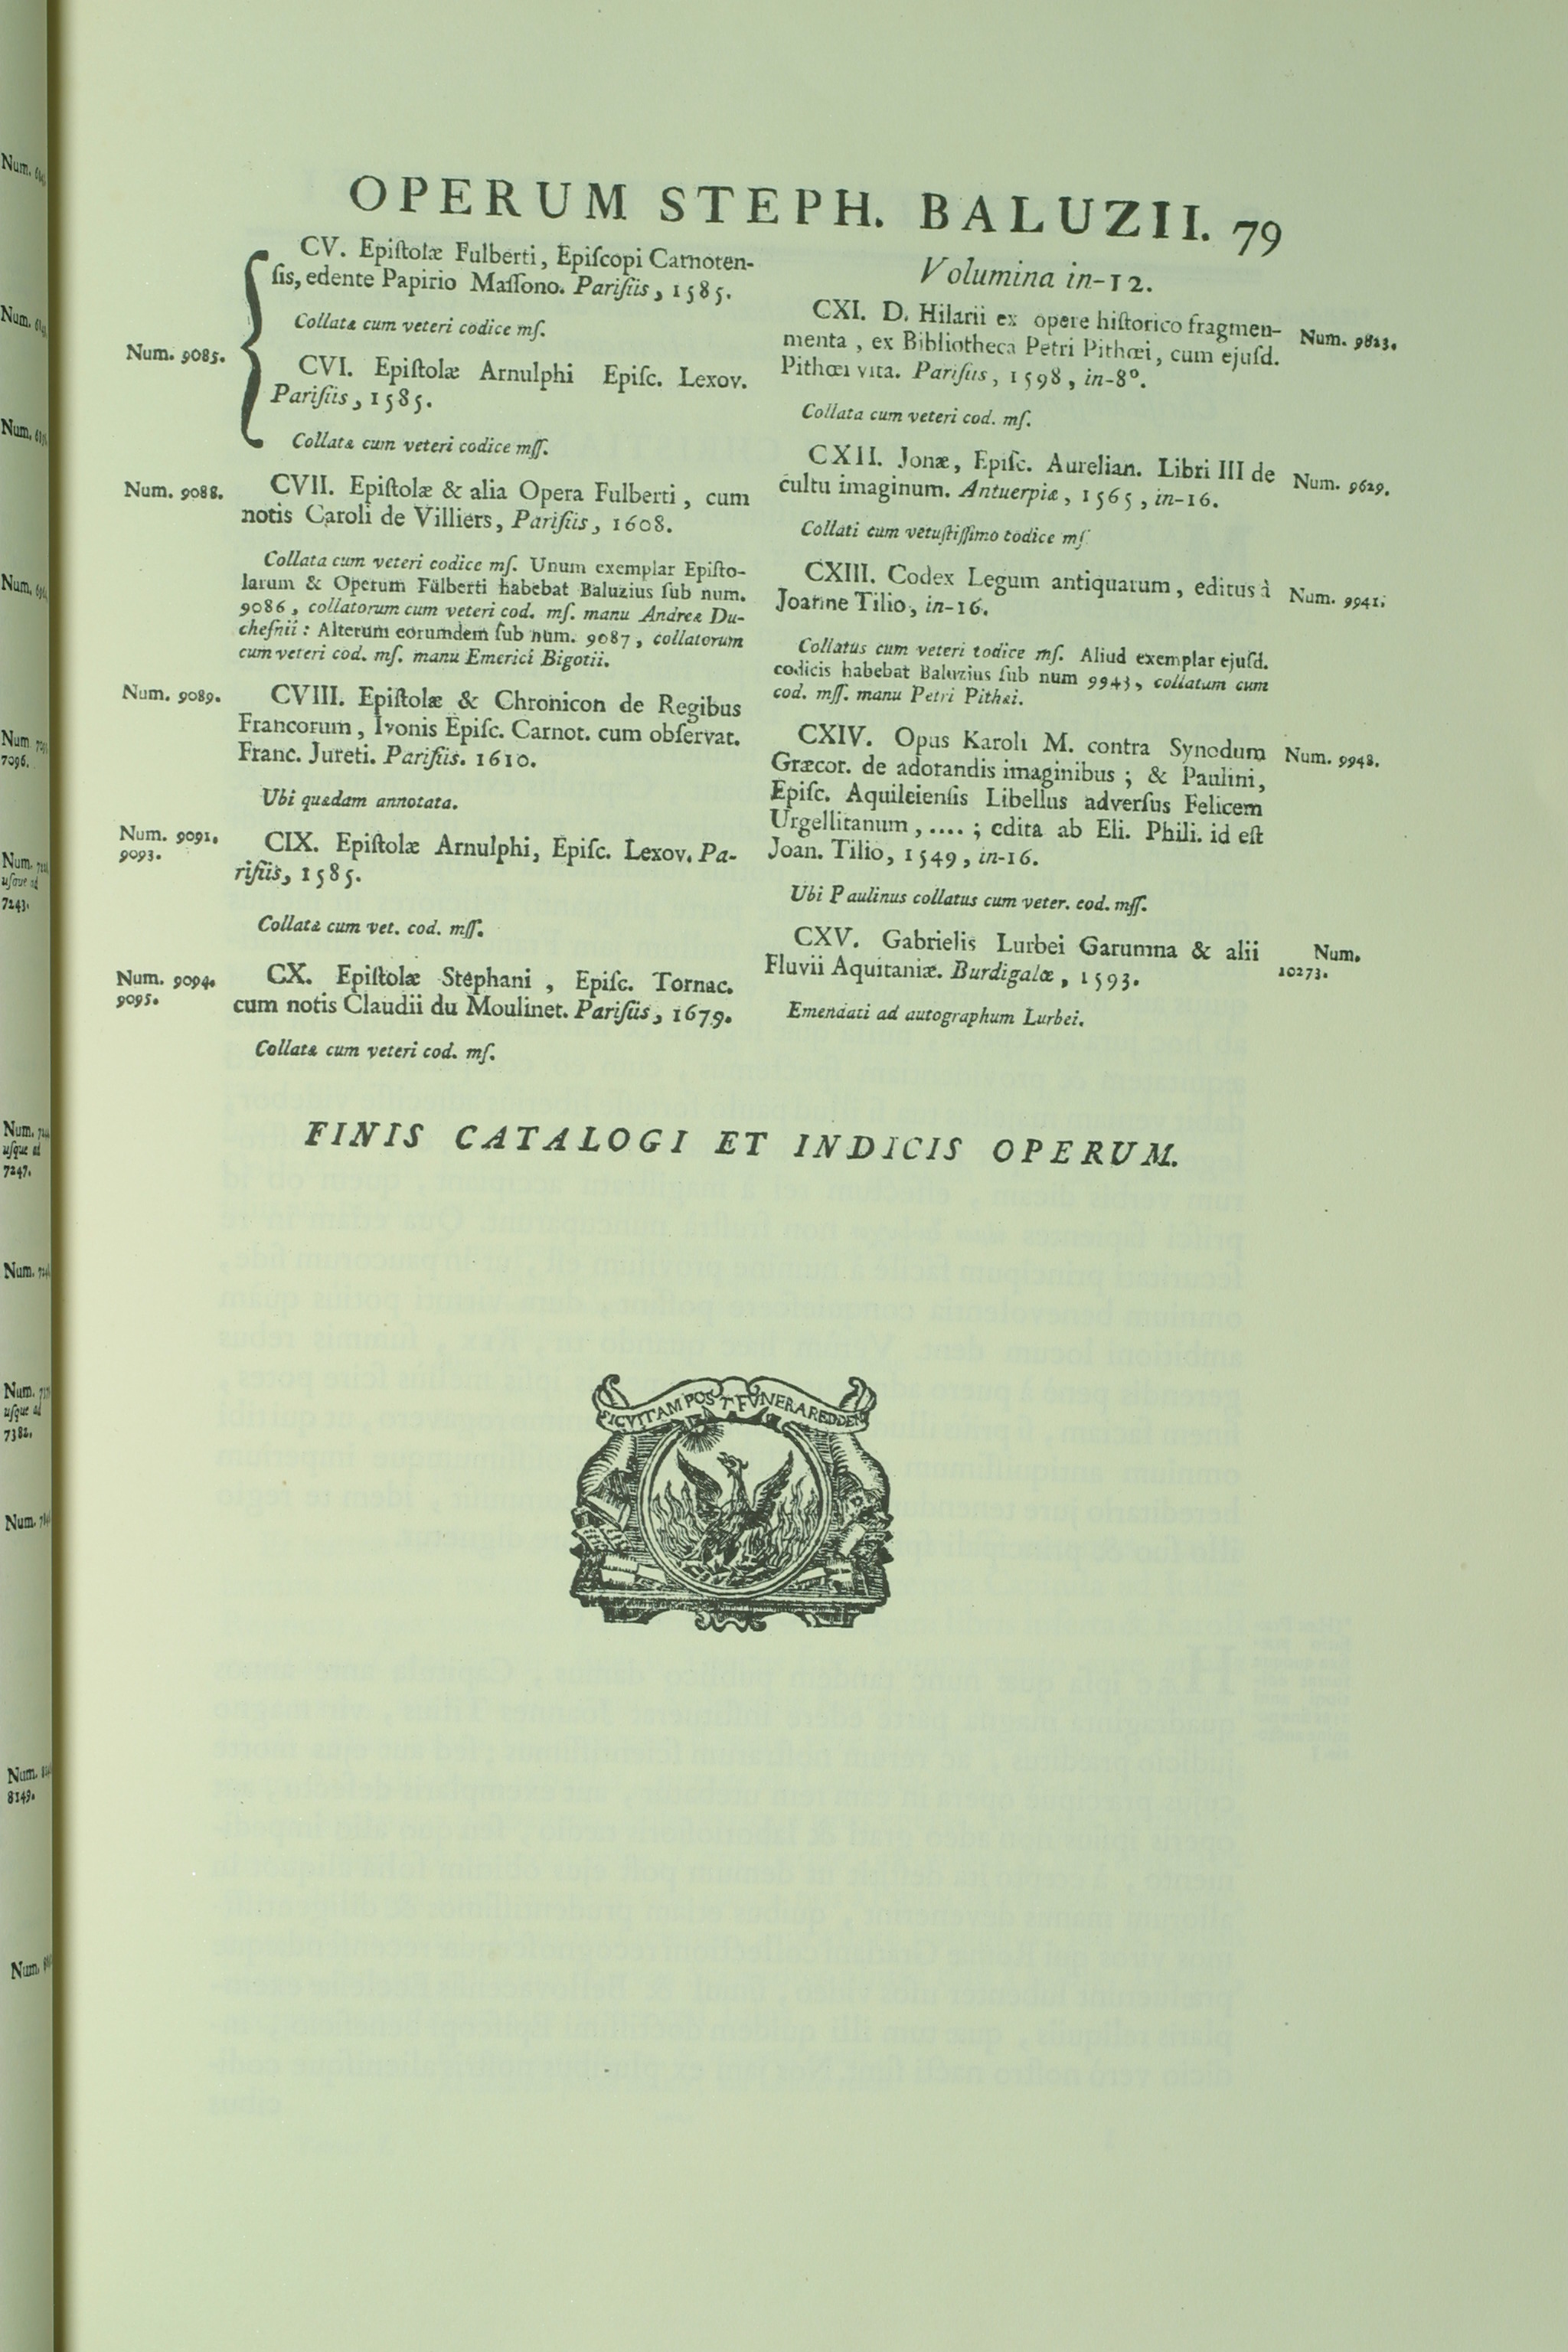 OPERUM STEPH. BALUZII. 79
CV. Epiſtolæ Fulberti, Epiſcopi Carnoten-
ſis, edente Papirio Maſſono. Pariſiis, 1585.
Collatæ cum veteri codice mſ.
Num. 9085.
CVI. Epiſtolæ Arnulphi Epiſc. Lexov.
Pariſiis, 1585.
Collatæ cum veteri codice mſſ.
Num. 9088.
CVII. Epiſtolæ & alia Opera Fulberti, cum
notis Caroli de Villiers, Pariſiis, 1608.
Collata cum veteri codice mſ. Unum exemplar Epiſto-
larum & Operum Fulberti habebat Baluzius ſub num.
9086, collatorum cum veteri cod. mſ. manu Andreæ Du-
cheſnii: Alterum eorumdem ſub num. 9087, collatorum
cum veteri cod. mſ. manu Emerici Bigotii.
Num. 9089.
CVIII. Epiſtolæ & Chronicon de Regibus
Francorum, Ivonis Epiſc. Carnot. cum obſervat.
Franc. Jureti. Pariſiis. 1610.
Ubi quædam annotata.
Num. 9091.
9093.
CIX. Epiſtolæ Arnulphi, Epiſc. Lexov. Pa-
riſiis, 1585.
Collatæ cum vet. cod. mſſ.
Num. 9094.
9095.
CX. Epiſtolæ Stephani, Epiſc. Tornac.
cum notis Claudii du Moulinet. Pariſiis, 1679.
Collatæ cum veteri cod. mſ.
Volumina in-12.
CXI. D. Hilarii ex opere hiſtorico fragmen-
menta, ex Bibliotheca Petri Pithœi, cum ejuſd.
Pithœi vita. Pariſiis, 1598, in-8°.
Num. 9823.
Collata cum veteri cod. mſ.
CXII. Jonæ, Epiſc. Aurelian. Libri III de
cultu imaginum. Antuerpiæ, 1565, in-16.
Num. 9629.
Collati cum vetuſtiſſimo todice mſ
CXIII. Codex Legum antiquarum, editus à
Joanne Tilio, in-16.
Num. 9941.
Collatus cum veteri todice mſ. Aliud exemplar ejuſd.
codicis habebat Baluzius ſub num 9943, collatum cum
cod. mſſ. manu Petri Pithæi.
CXIV. Opus Karoli M. contra Synodum
Græcor. de adorandis imaginibus; & Paulini,
Epiſc. Aquileienſis Libellus adverſus Felicem
Urgellitanum, ....; edita ab Eli. Phili. id eſt
Joan. Tilio, 1549, in-16.
Num. 9948.
Ubi Paulinus collatus cum veter. cod. mſſ.
CXV. Gabrielis Lurbei Garumna & alii
Fluvii Aquitaniæ. Burdigalæ, 1593.
Num.
10273.
Emendati ad autographum Lurbei.
FINIS CATALOGI ET INDICIS OPERUM.
SIC VITAM POST FVNERA REDDENT